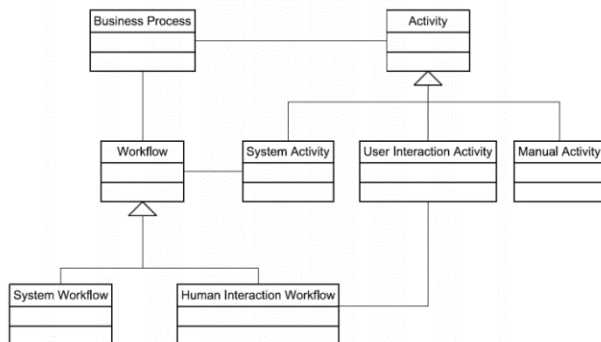 Business Process
Activity
Workflow
System Activity
User Interaction Activity
Manual Activity
System Workflow
Human Interaction Workflow